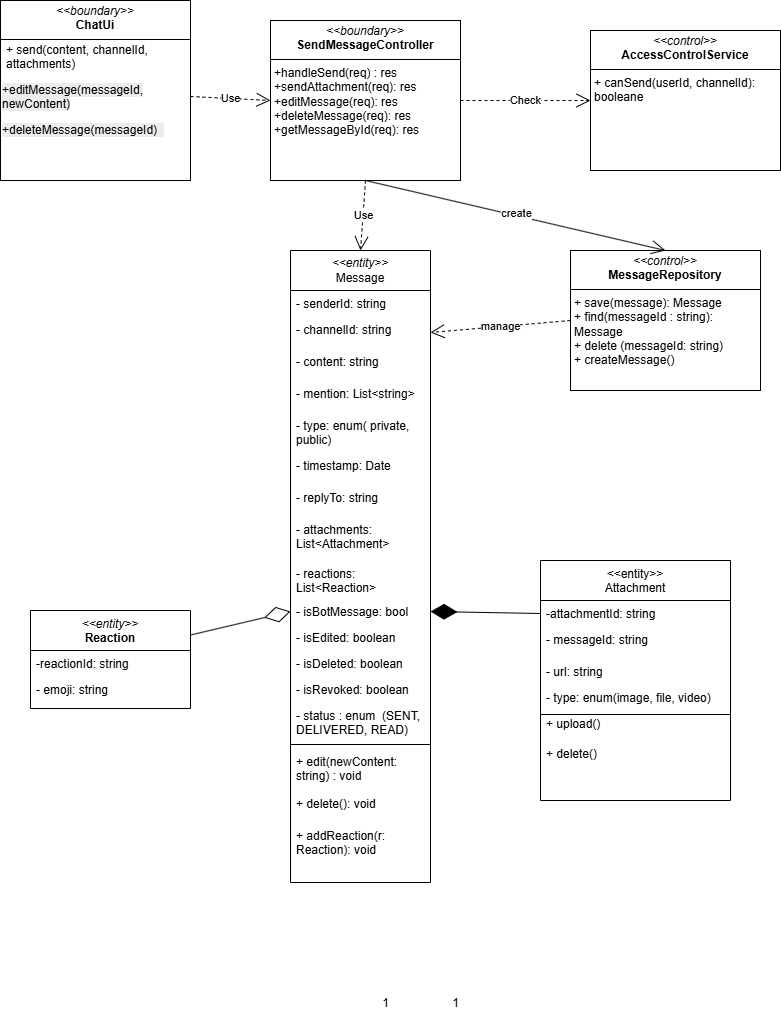 <<boundary>>
ChatUi
+ send(content, channelId,
attachments)
+editMessage(messageId,
newContent)
+deleteMessage(messageId)
Use
<<boundary>>
SendMessageController
+handleSend(req) : res
+sendAttachment(req): res
+editMessage(req): res
+deleteMessage(req): res
+getMessageById(req): res
Check
<<control>>
AccessControlService
+ canSend(userId, channelId):
booleane
Use
create
<<entity>>
Message
- senderId: string
- channelId: string
- content: string
- mention: List<string>
- type: enum( private,
public)
- timestamp: Date
- replyTo: string
- attachments:
List<Attachment>
- reactions:
List<Reaction>
- isBotMessage: bool
- isEdited: boolean
- isDeleted: boolean
- isRevoked: boolean
- status : enum  (SENT,
DELIVERED, READ)
+ edit(newContent:
string) : void
+ delete(): void
+ addReaction(r:
Reaction): void
manage
<<control>>
MessageRepository
+ save(message): Message
+ find(messageId : string):
Message
+ delete (messageId: string)
+ createMessage()
<<entity>>
Reaction
-reactionId: string
- emoji: string
<<entity>>
Attachment
-attachmentId: string
- messageId: string
- url: string
- type: enum(image, file, video)
+ upload()
+ delete()
1 1